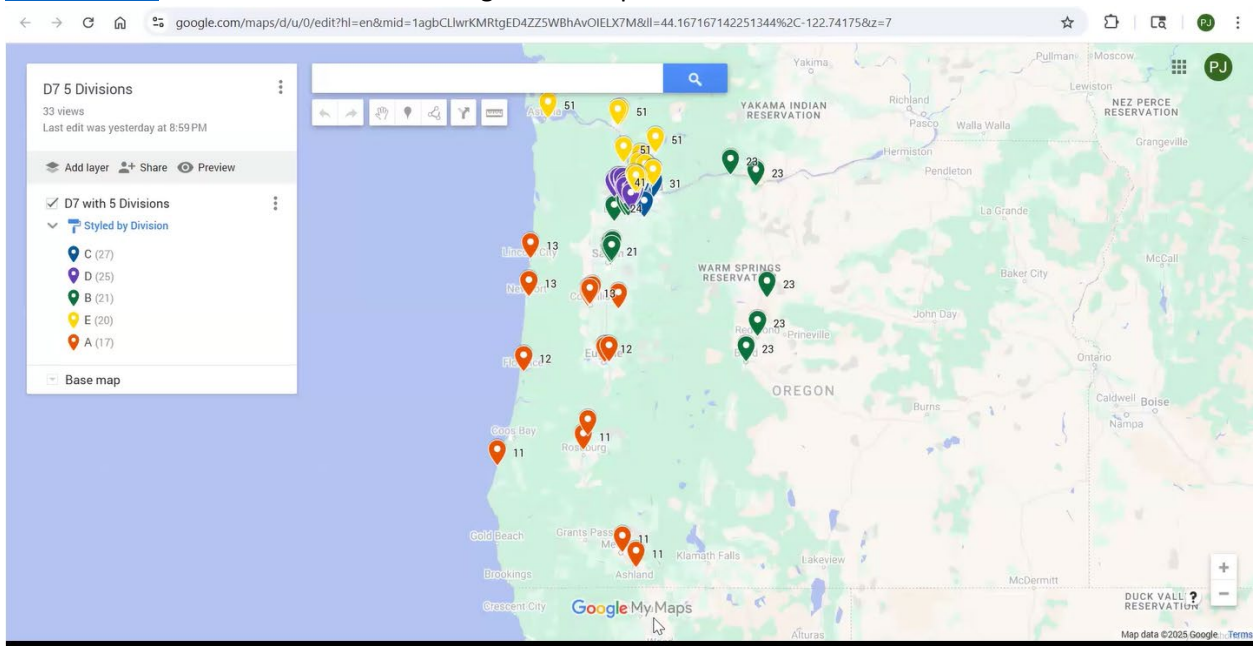 google.com/maps/d/u/0/edit?hl=en&mid=1agbCLlwrKMRtgED4ZZ5WBhAvOIELX7M&ll=44.167167142251344%2C-122.74175&z=7
PJ
D7 5 Divisions
33 views
Last edit was yesterday at 8:59 PM
Add layer
Share
Preview
D7 with 5 Divisions
Styled by Division
C (27)
D (25)
B (21)
E (20)
A (17)
Base map
PJ
Yakima
Pullman
Moscow
Lewiston
NEZ PERCE
RESERVATION
YAKAMA INDIAN
RESERVATION
Richland
Pasco
Walla Walla
Grangeville
Hermiston
Pendleton
La Grande
McCall
51
51
51
51
41
31
24
23
23
13
21
WARM SPRINGS
RESERVAT
23
Baker City
13
13
John Day
23
Prineville
23
12
12
Ontario
OREGON
Burns
Caldwell
Boise
Nampa
Coos Bay
11
11
Gold Beach
Grants Pass
11
11
Klamath Falls
Lakeview
Brookings
Ashland
McDermitt
Crescent City
Google My Maps
Alturas
DUCK VALL
RESERVATION
?
Map data ©2025 Google
Terms